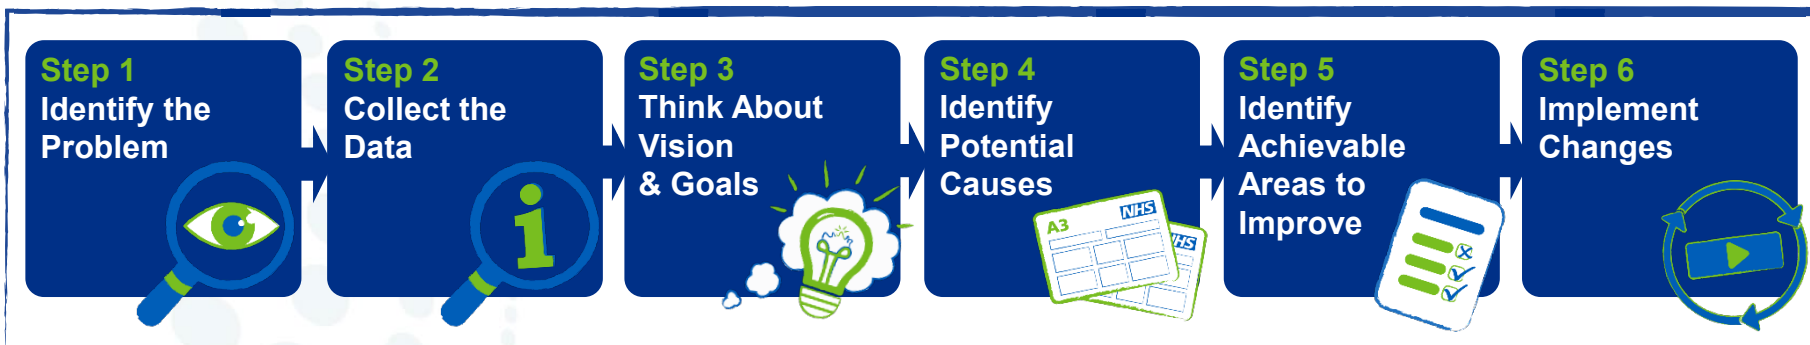 Step 1
Identify the
Problem
Step 2
Collect the
Data
Step 3
Think About
Vision
& Goals
Step 4
Identify
Potential
Causes
A3
NHS
NHS
Step 5
Identify
Achievable
Areas to
Improve
Step 6
Implement
Changes